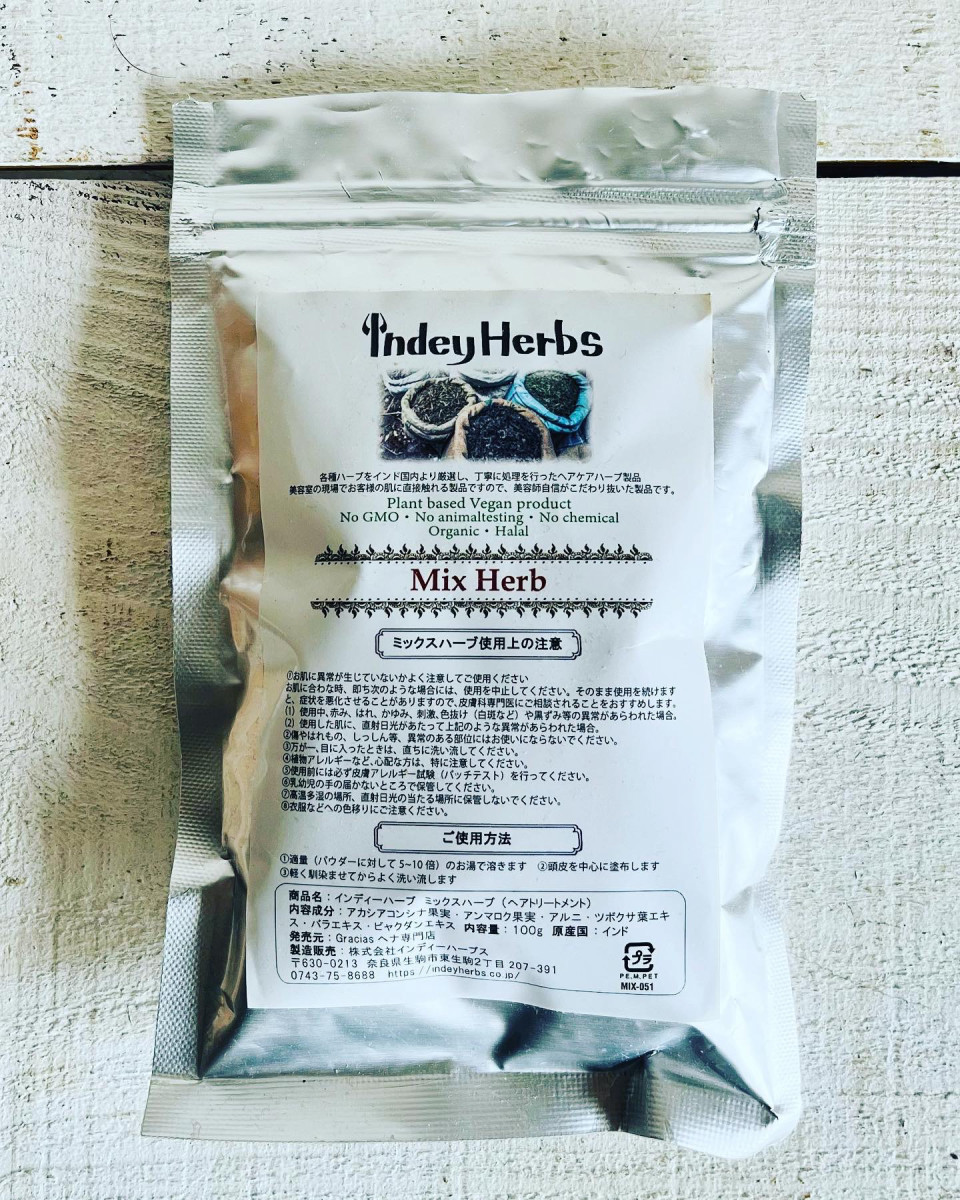 Indey Herbs
各種ハーブをインド国内より厳選し、丁寧に処理を行ったヘアケアハーブ製品
美容室の現場でお客様の肌に直接触れる製品ですので、美容師自信がこだわり抜いた製品です。
Plant based Vegan product
No GMO・No animaltesting・No chemical
Organic・Halal
Mix Herb
ミックスハーブ使用上の注意
①お肌に異常が生じていないかよく注意してご使用ください
お肌に合わな時、即ち次のような場合には、使用を中止してください。そのまま使用を続けます
と、症状を悪化させることがありますので、皮膚科専門医にご相談されることをおすすめします。
(1) 使用中、赤み、はれ、かゆみ、刺激、色抜け（白斑など）や黒ずみ等の異常があらわれた場合。
(2) 使用した肌に、直射日光があたって上記のような異常があらわれた場合。
②傷やはれもの、しっしん等、異常のある部位にはお使いにならないでください。
③万が一、目に入ったときは、直ちに洗い流してください。
④植物アレルギーなど、心配な方は、特に注意してください。
⑤使用前には必ず皮膚アレルギー試験（パッチテスト）を行ってください。
⑥乳幼児の手の届かないところで保管してください。
⑦高温多湿の場所、直射日光の当たる場所に保管しないでください。
⑧衣服などへの色移りにご注意ください。
ご使用方法
①適量（パウダーに対して5~10倍）のお湯で溶きます ②頭皮を中心に塗布します
③軽く馴染ませてからよく洗い流します
商品名：インディーハーブ ミックスハーブ（ヘアトリートメント）
内容成分：アカシアコンシナ果実・アンマロク果実・アルニ・ツボクサ葉エキ
ス・バラエキス・ビャクダンエキス 内容量：100g 原産国：インド
発売元：Gracias ヘナ専門店
製造販売：株式会社インディーハーブス
〒630-0213 奈良県生駒市東生駒2丁目207-391
0743-75-8688 https://indeyherbs.co.jp/
プラ
PE,M,PET
MIX-051